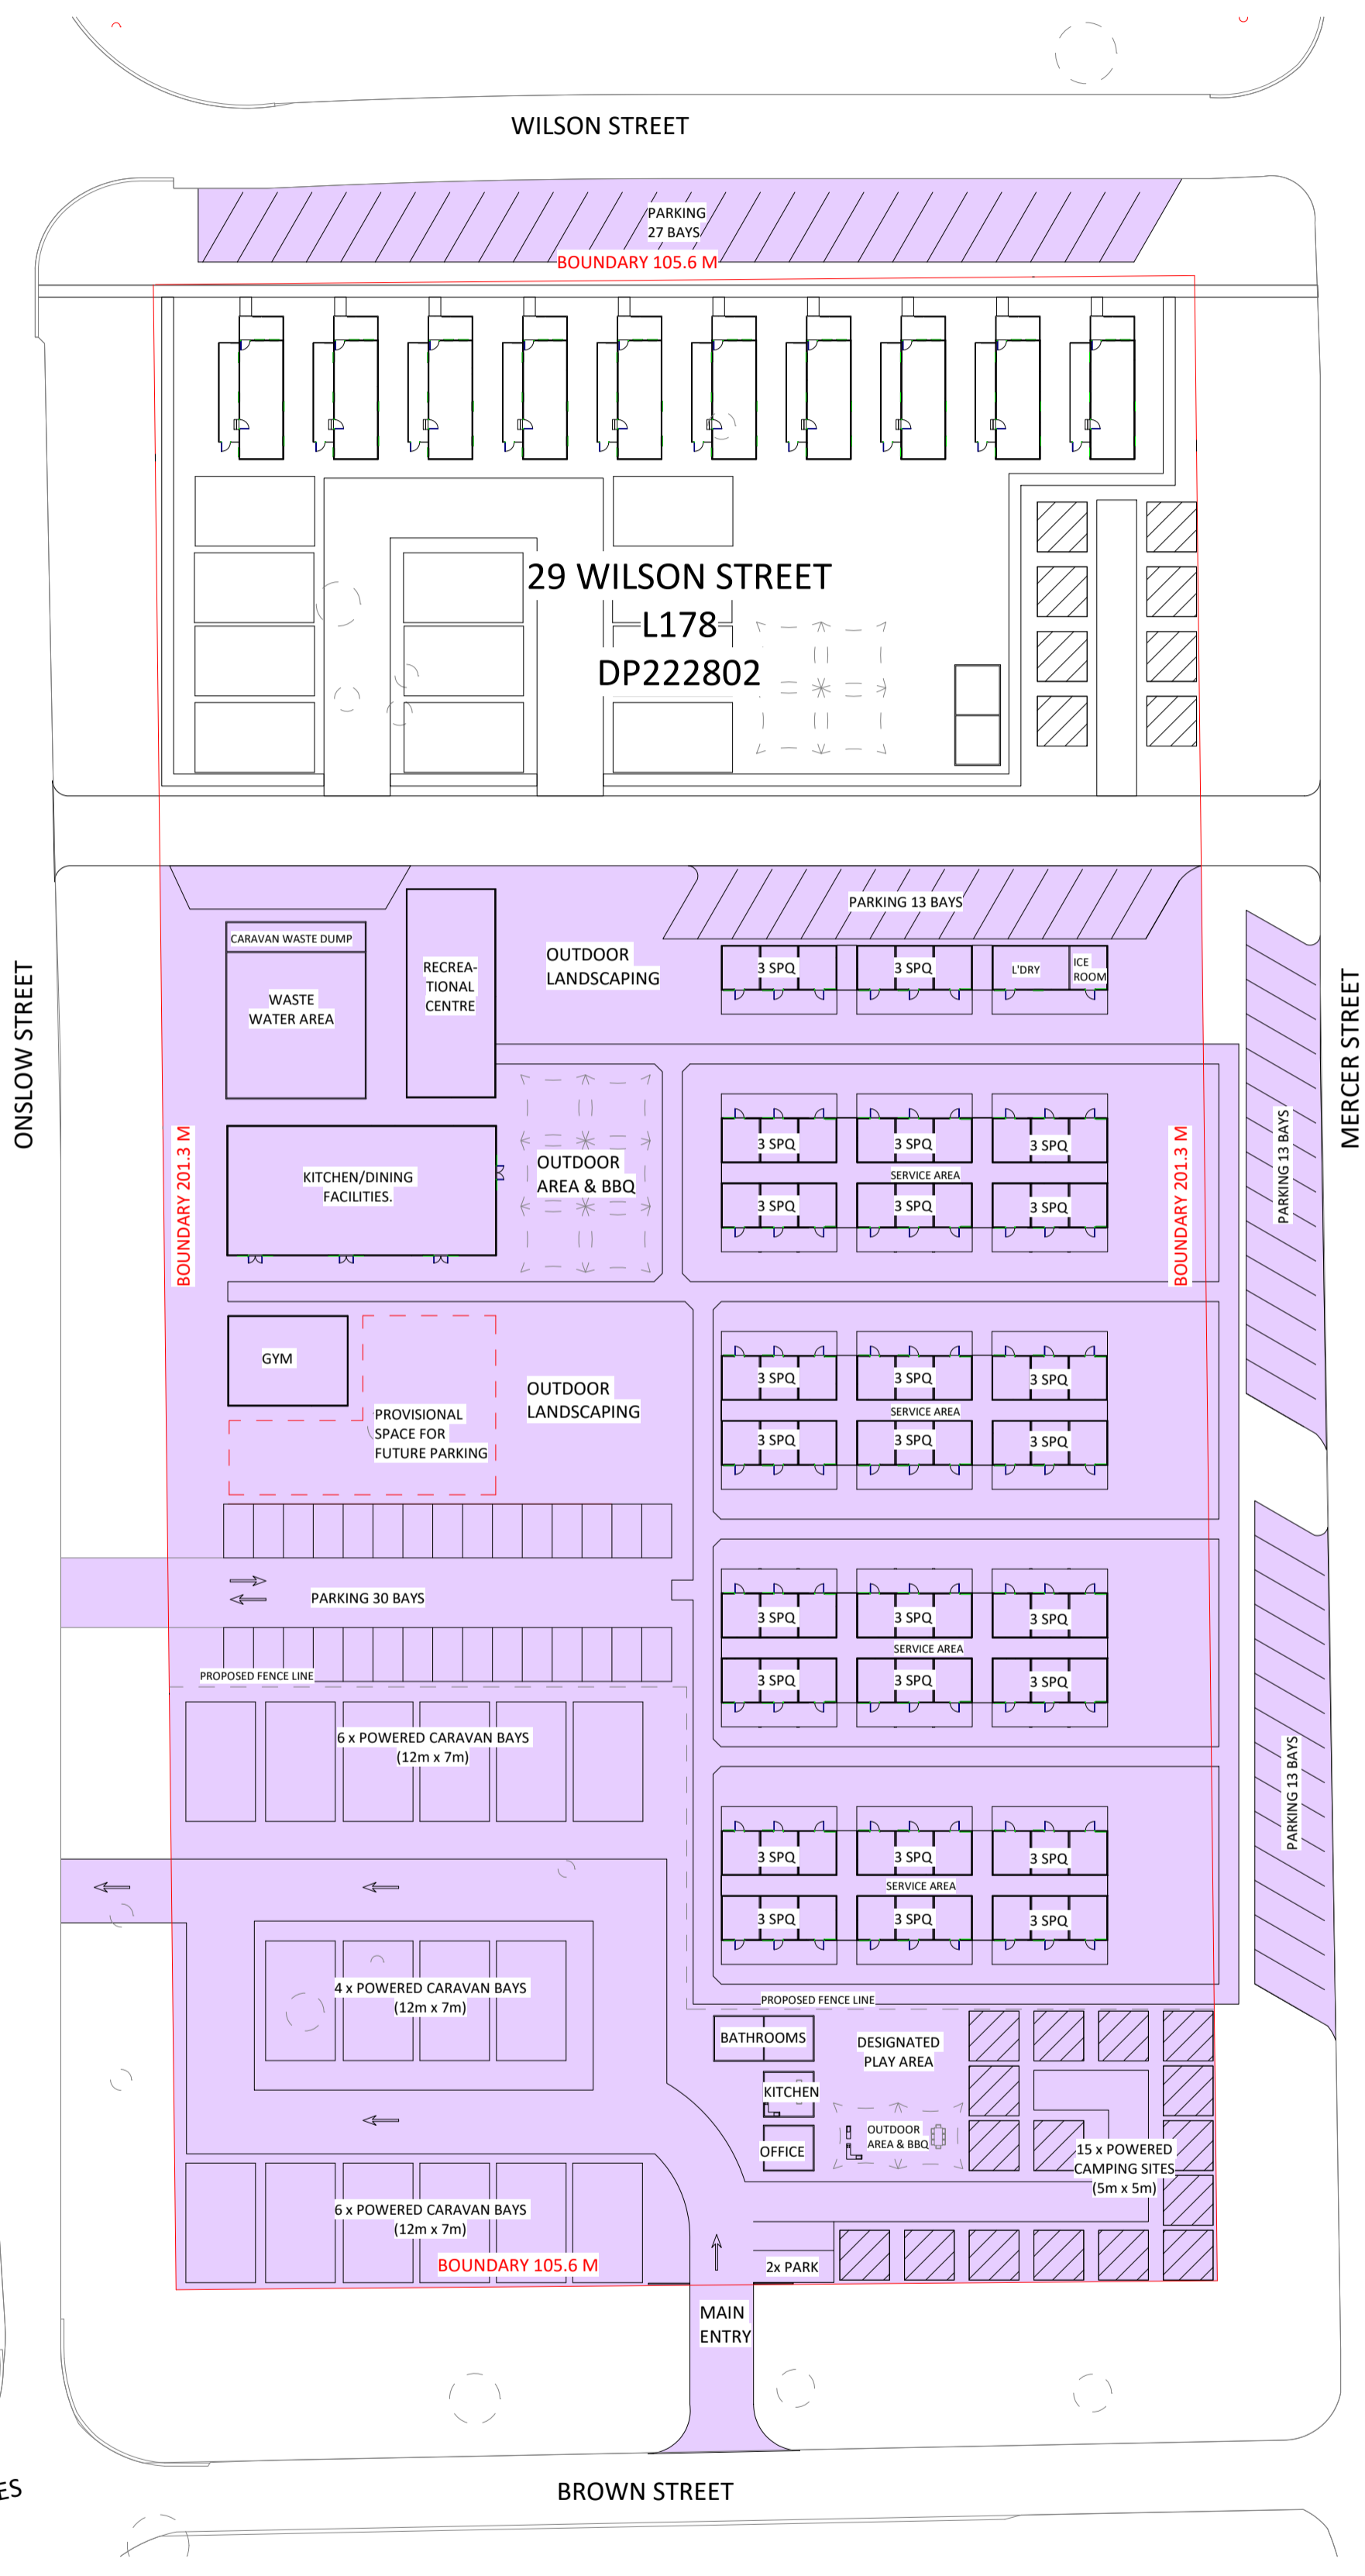 WILSON STREET
PARKING
27 BAYS
BOUNDARY 105.6 M
29 WILSON STREET
L178
DP222802
PARKING 13 BAYS
CARAVAN WASTE DUMP
WASTE
WATER AREA
RECREA-
TIONAL
CENTRE
OUTDOOR
LANDSCAPING
3 SPQ
3 SPQ
L'DRY
ICE
ROOM
ONSLOW STREET
MERCER STREET
BOUNDARY 201.3 M
KITCHEN/DINING
FACILITIES.
OUTDOOR
AREA & BBQ
3 SPQ
3 SPQ
3 SPQ
SERVICE AREA
3 SPQ
3 SPQ
3 SPQ
BOUNDARY 201.3 M
PARKING 13 BAYS
GYM
PROVISIONAL
SPACE FOR
FUTURE PARKING
OUTDOOR
LANDSCAPING
3 SPQ
3 SPQ
3 SPQ
SERVICE AREA
3 SPQ
3 SPQ
3 SPQ
PARKING 30 BAYS
3 SPQ
3 SPQ
3 SPQ
SERVICE AREA
3 SPQ
3 SPQ
3 SPQ
PROPOSED FENCE LINE
6 x POWERED CARAVAN BAYS
(12m x 7m)
PARKING 13 BAYS
3 SPQ
3 SPQ
3 SPQ
SERVICE AREA
3 SPQ
3 SPQ
3 SPQ
4 x POWERED CARAVAN BAYS
(12m x 7m)
PROPOSED FENCE LINE
BATHROOMS
DESIGNATED
PLAY AREA
KITCHEN
OFFICE
OUTDOOR
AREA & BBQ
15 x POWERED
CAMPING SITES
(5m x 5m)
6 x POWERED CARAVAN BAYS
(12m x 7m)
BOUNDARY 105.6 M
2x PARK
MAIN
ENTRY
BROWN STREET
ES